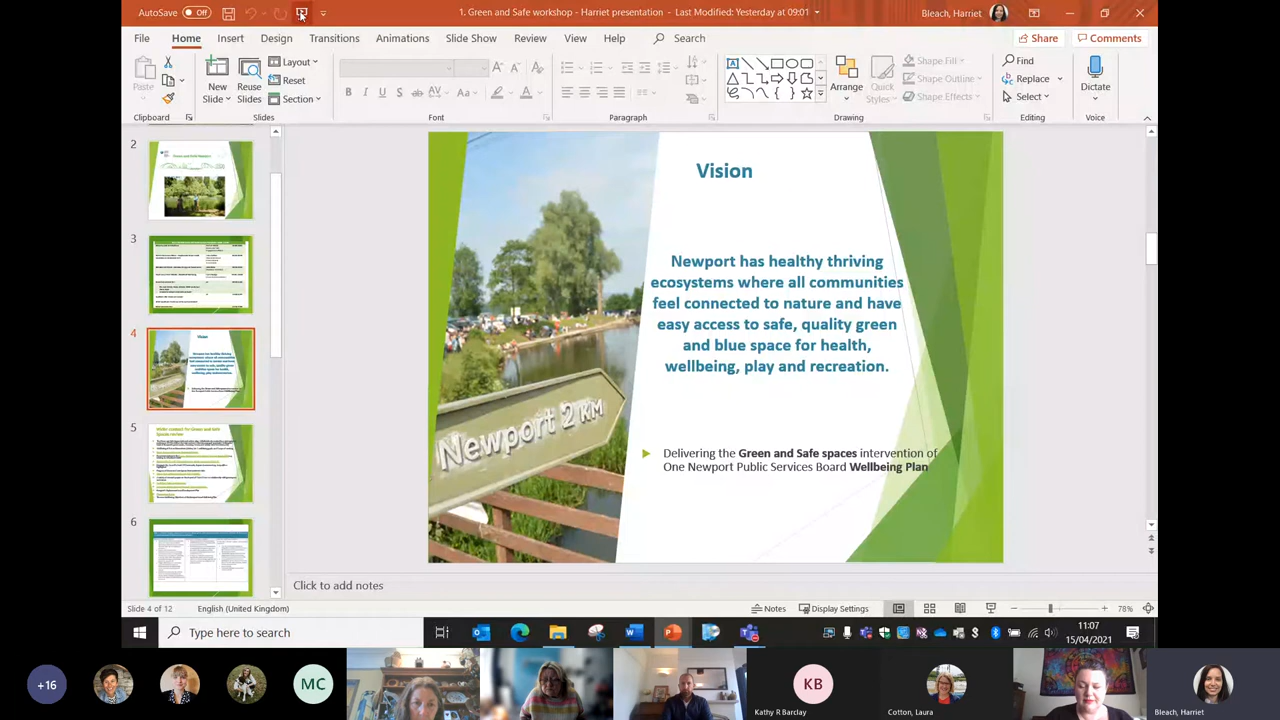 AutoSave Off
1. Green and Safe workshop - Harriet presentation - Last Modified: Yesterday at 09:01
Bleach, Harriet
File Home Insert Design Transitions Animations Slide Show Review View Help Search
Share Comments
Paste
New Slide
Reuse Slides
Layout
Reset
Section
Arrange
Quick Styles
Shape Fill
Shape Outline
Shape Effects
Find
Replace
Select
Dictate
Clipboard Slides Font Paragraph Drawing Editing Voice
2
3
4
5
6
Vision
Newport has healthy thriving
ecosystems where all communities
feel connected to nature and have
easy access to safe, quality green
and blue space for health,
wellbeing, play and recreation.
Newport 2 KM
Delivering the Green and Safe spaces intervention of
One Newport Public Services Board Wellbeing Plan
Click to add notes
Slide 4 of 12 English (United Kingdom) Notes Display Settings 78%
Type here to search
11:07
15/04/2021
+16
MC
KB
Kathy R Barclay
Cotton, Laura
Bleach, Harriet